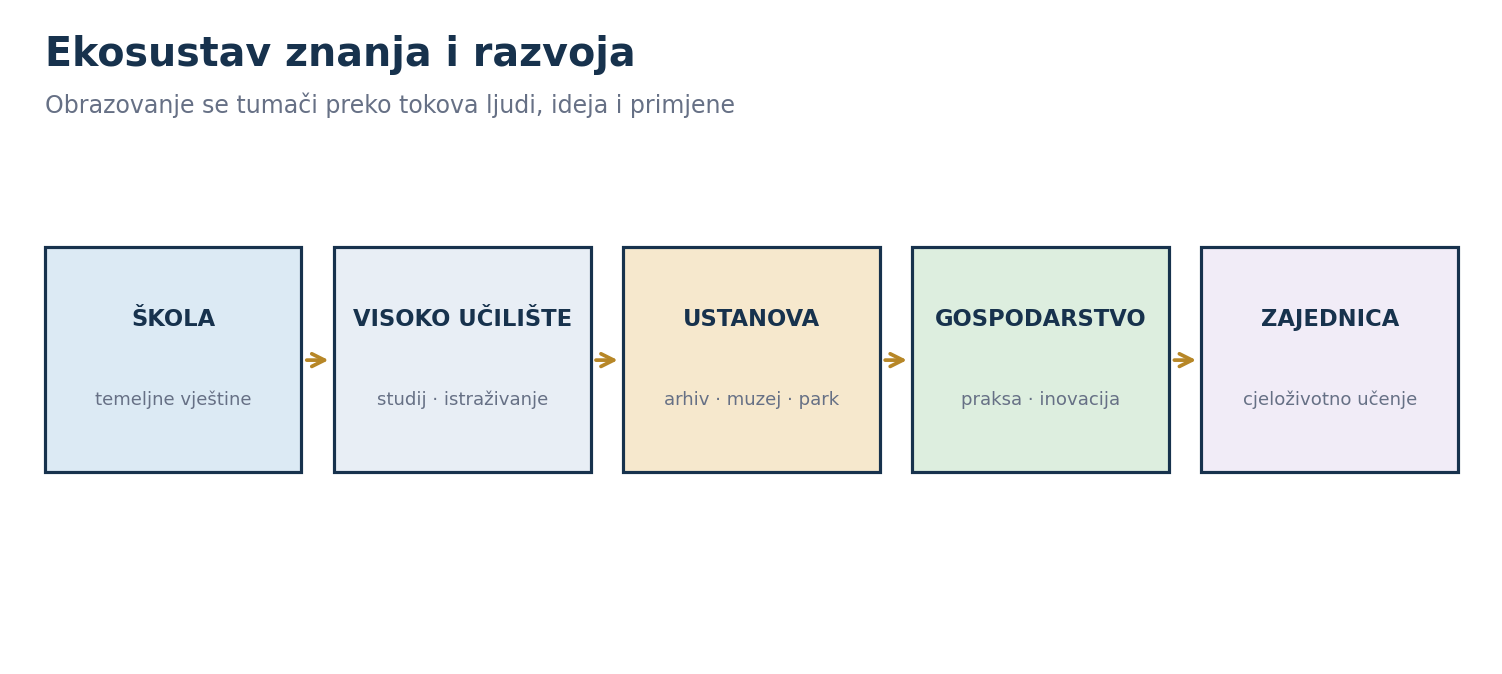 Ekosustav znanja i razvoja
Obrazovanje se tumači preko tokova ljudi, ideja i primjene
ŠKOLA
temeljne vještine
VISOKO UČILIŠTE
studij · istraživanje
USTANOVA
arhiv · muzej · park
GOSPODARSTVO
praksa · inovacija
ZAJEDNICA
cjeloživotno učenje